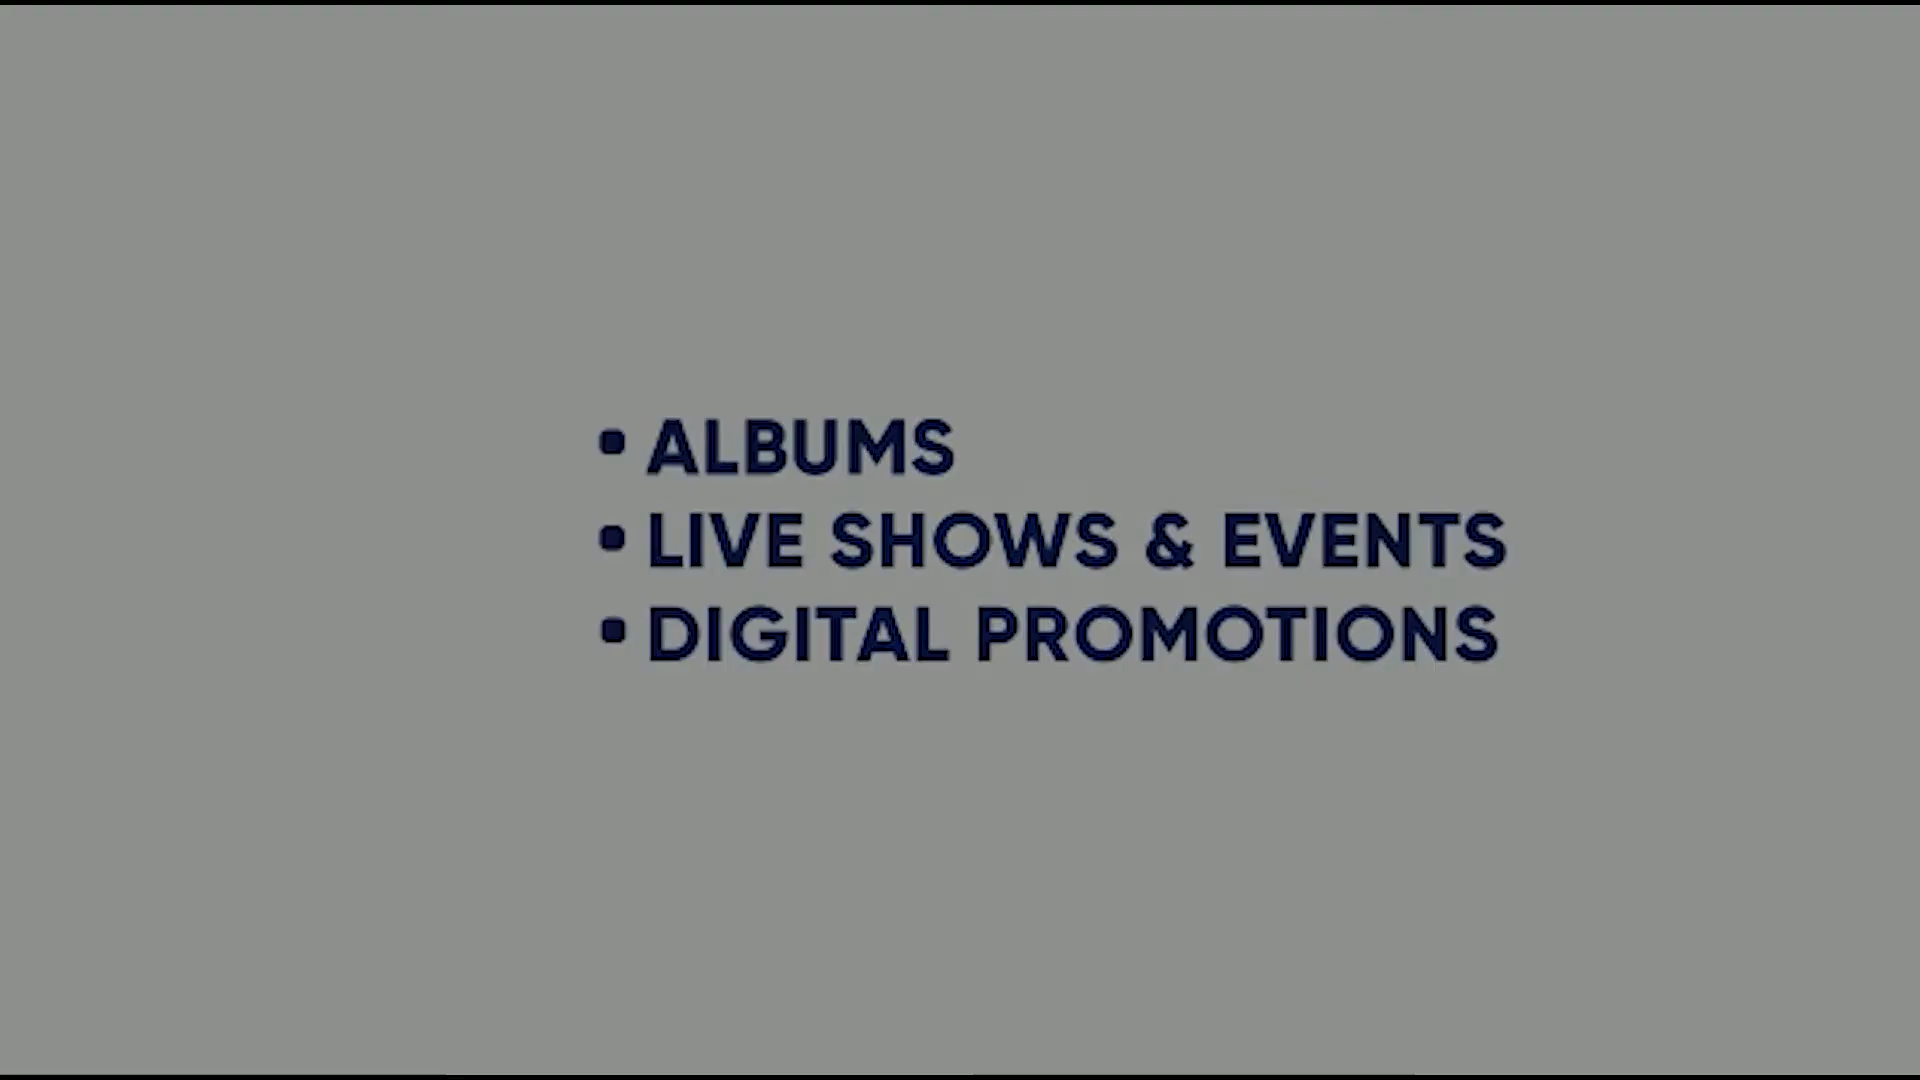 • ALBUMS
• LIVE SHOWS & EVENTS
• DIGITAL PROMOTIONS